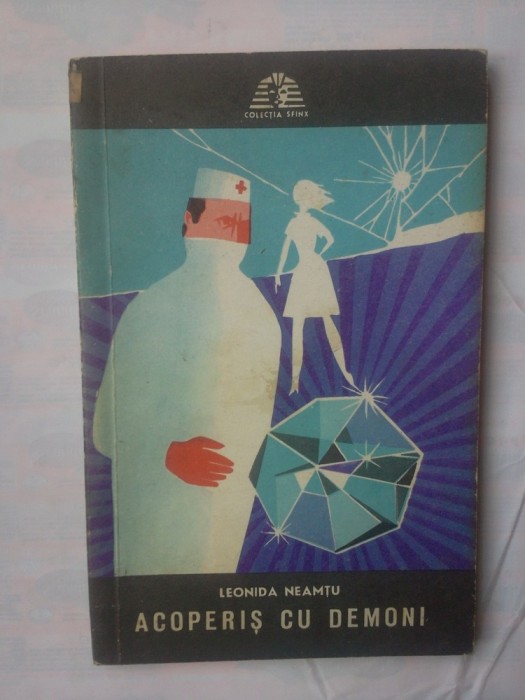 COLECȚIA SFINX
LEONIDA NEAMȚU
ACOPERIȘ CU DEMONI